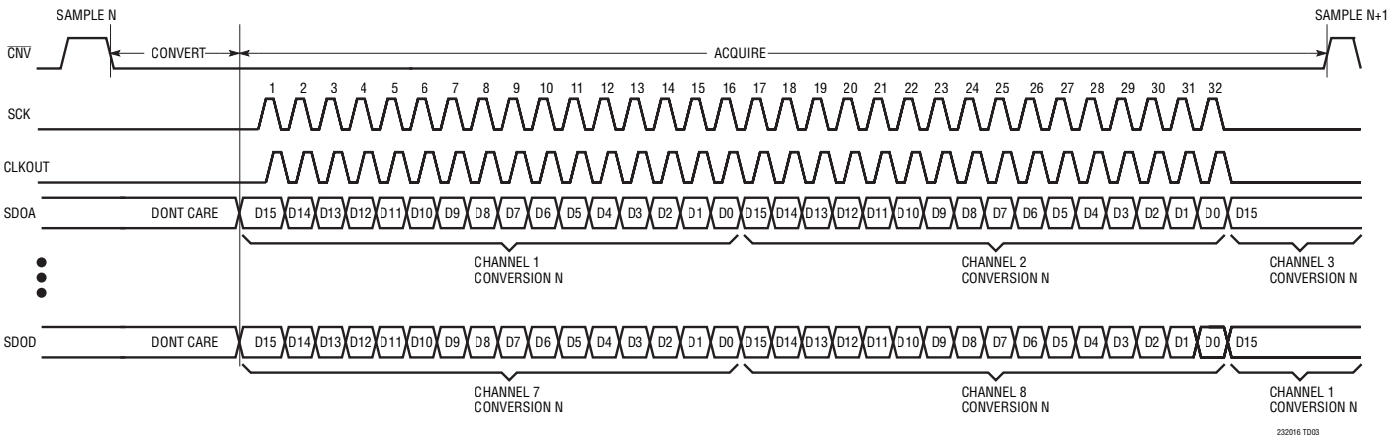 SAMPLE N SAMPLE N+1
CNV CONVERT ACQUIRE
1 2 3 4 5 6 7 8 9 10 11 12 13 14 15 16 17 18 19 20 21 22 23 24 25 26 27 28 29 30 31 32
SCK
CLKOUT
SDOA DONT CARE D15 D14 D13 D12 D11 D10 D9 D8 D7 D6 D5 D4 D3 D2 D1 D0 D15 D14 D13 D12 D11 D10 D9 D8 D7 D6 D5 D4 D3 D2 D1 D0 D15
CHANNEL 1 CHANNEL 2 CHANNEL 3
CONVERSION N CONVERSION N CONVERSION N
SDOD DONT CARE D15 D14 D13 D12 D11 D10 D9 D8 D7 D6 D5 D4 D3 D2 D1 D0 D15 D14 D13 D12 D11 D10 D9 D8 D7 D6 D5 D4 D3 D2 D1 D0 D15
CHANNEL 7 CHANNEL 8 CHANNEL 1
CONVERSION N CONVERSION N CONVERSION N
232016 TD03